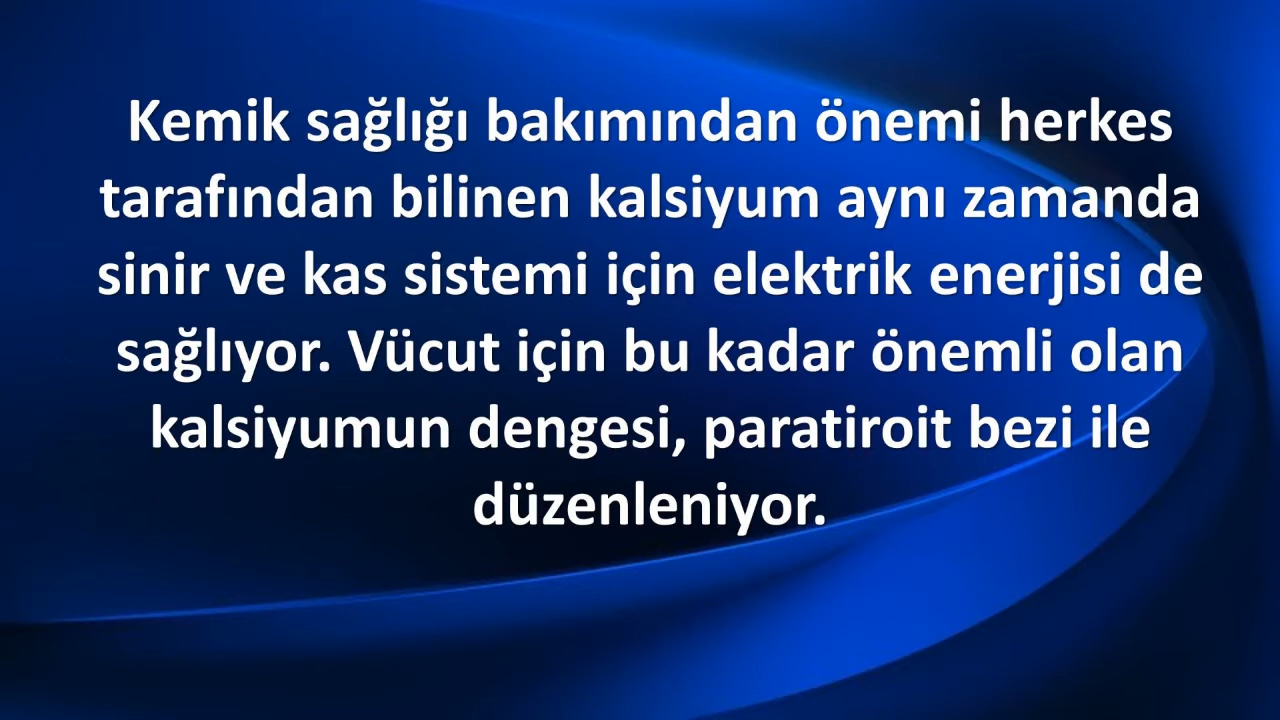 Kemik sağlığı bakımından önemi herkes
tarafından bilinen kalsiyum aynı zamanda
sinir ve kas sistemi için elektrik enerjisi de
sağlıyor. Vücut için bu kadar önemli olan
kalsiyumun dengesi, paratiroit bezi ile
düzenleniyor.